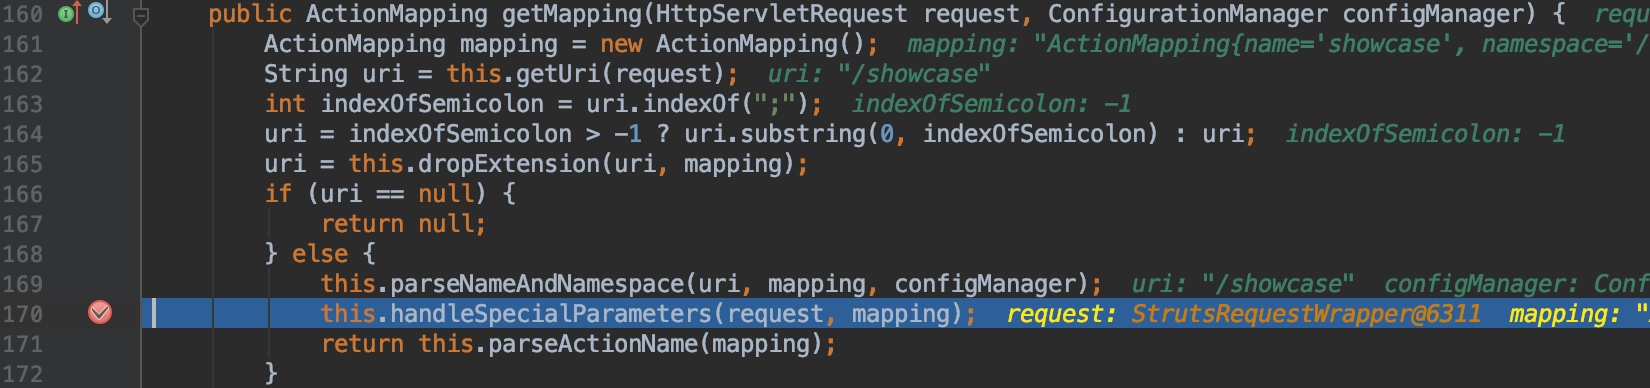 160 public ActionMapping getMapping(HttpServletRequest request, ConfigurationManager configManager) { requ
161 ActionMapping mapping = new ActionMapping(); mapping: "ActionMapping{name='showcase', namespace='/
162 String uri = this.getUri(request); uri: "/showcase"
163 int indexOfSemicolon = uri.indexOf(";"); indexOfSemicolon: -1
164 uri = indexOfSemicolon > -1 ? uri.substring(0, indexOfSemicolon) : uri; indexOfSemicolon: -1
165 uri = this.dropExtension(uri, mapping);
166 if (uri == null) {
167 return null;
168 } else {
169 this.parseNameAndNamespace(uri, mapping, configManager); uri: "/showcase" configManager: Conf
170 this.handleSpecialParameters(request, mapping); request: StrutsRequestWrapper@6311 mapping: "
171 return this.parseActionName(mapping);
172 }